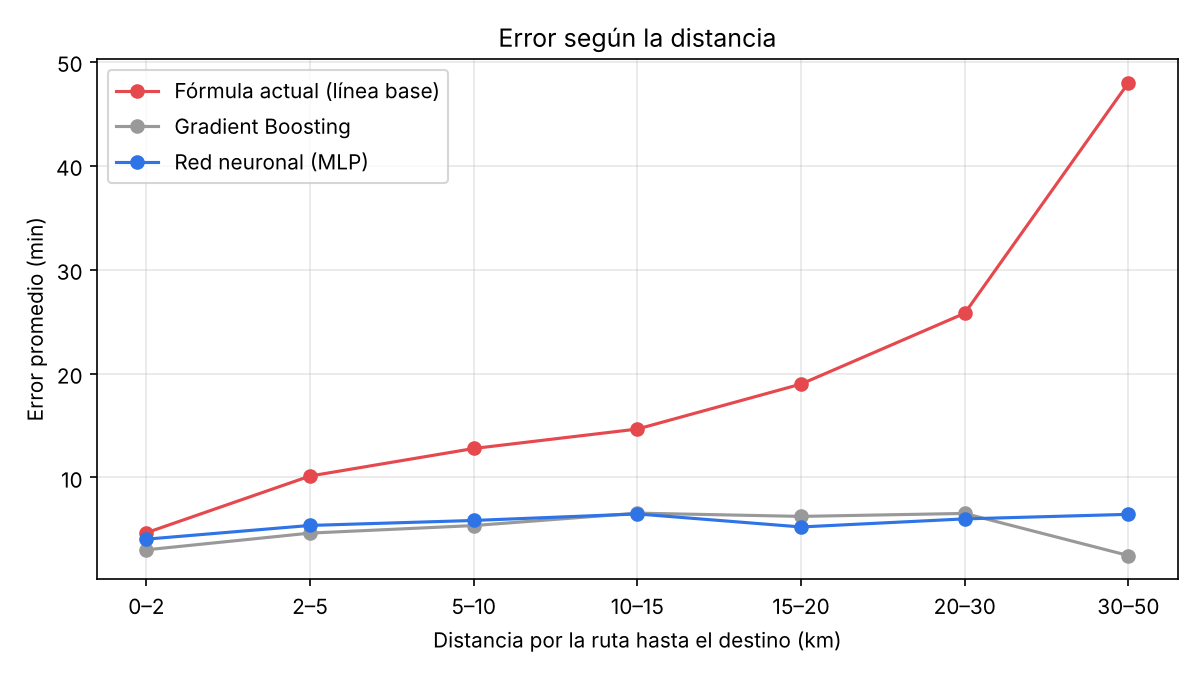 Error según la distancia
Fórmula actual (línea base)
Gradient Boosting
Red neuronal (MLP)
Error promedio (min)
50
40
30
20
10
0–2 2–5 5–10 10–15 15–20 20–30 30–50
Distancia por la ruta hasta el destino (km)